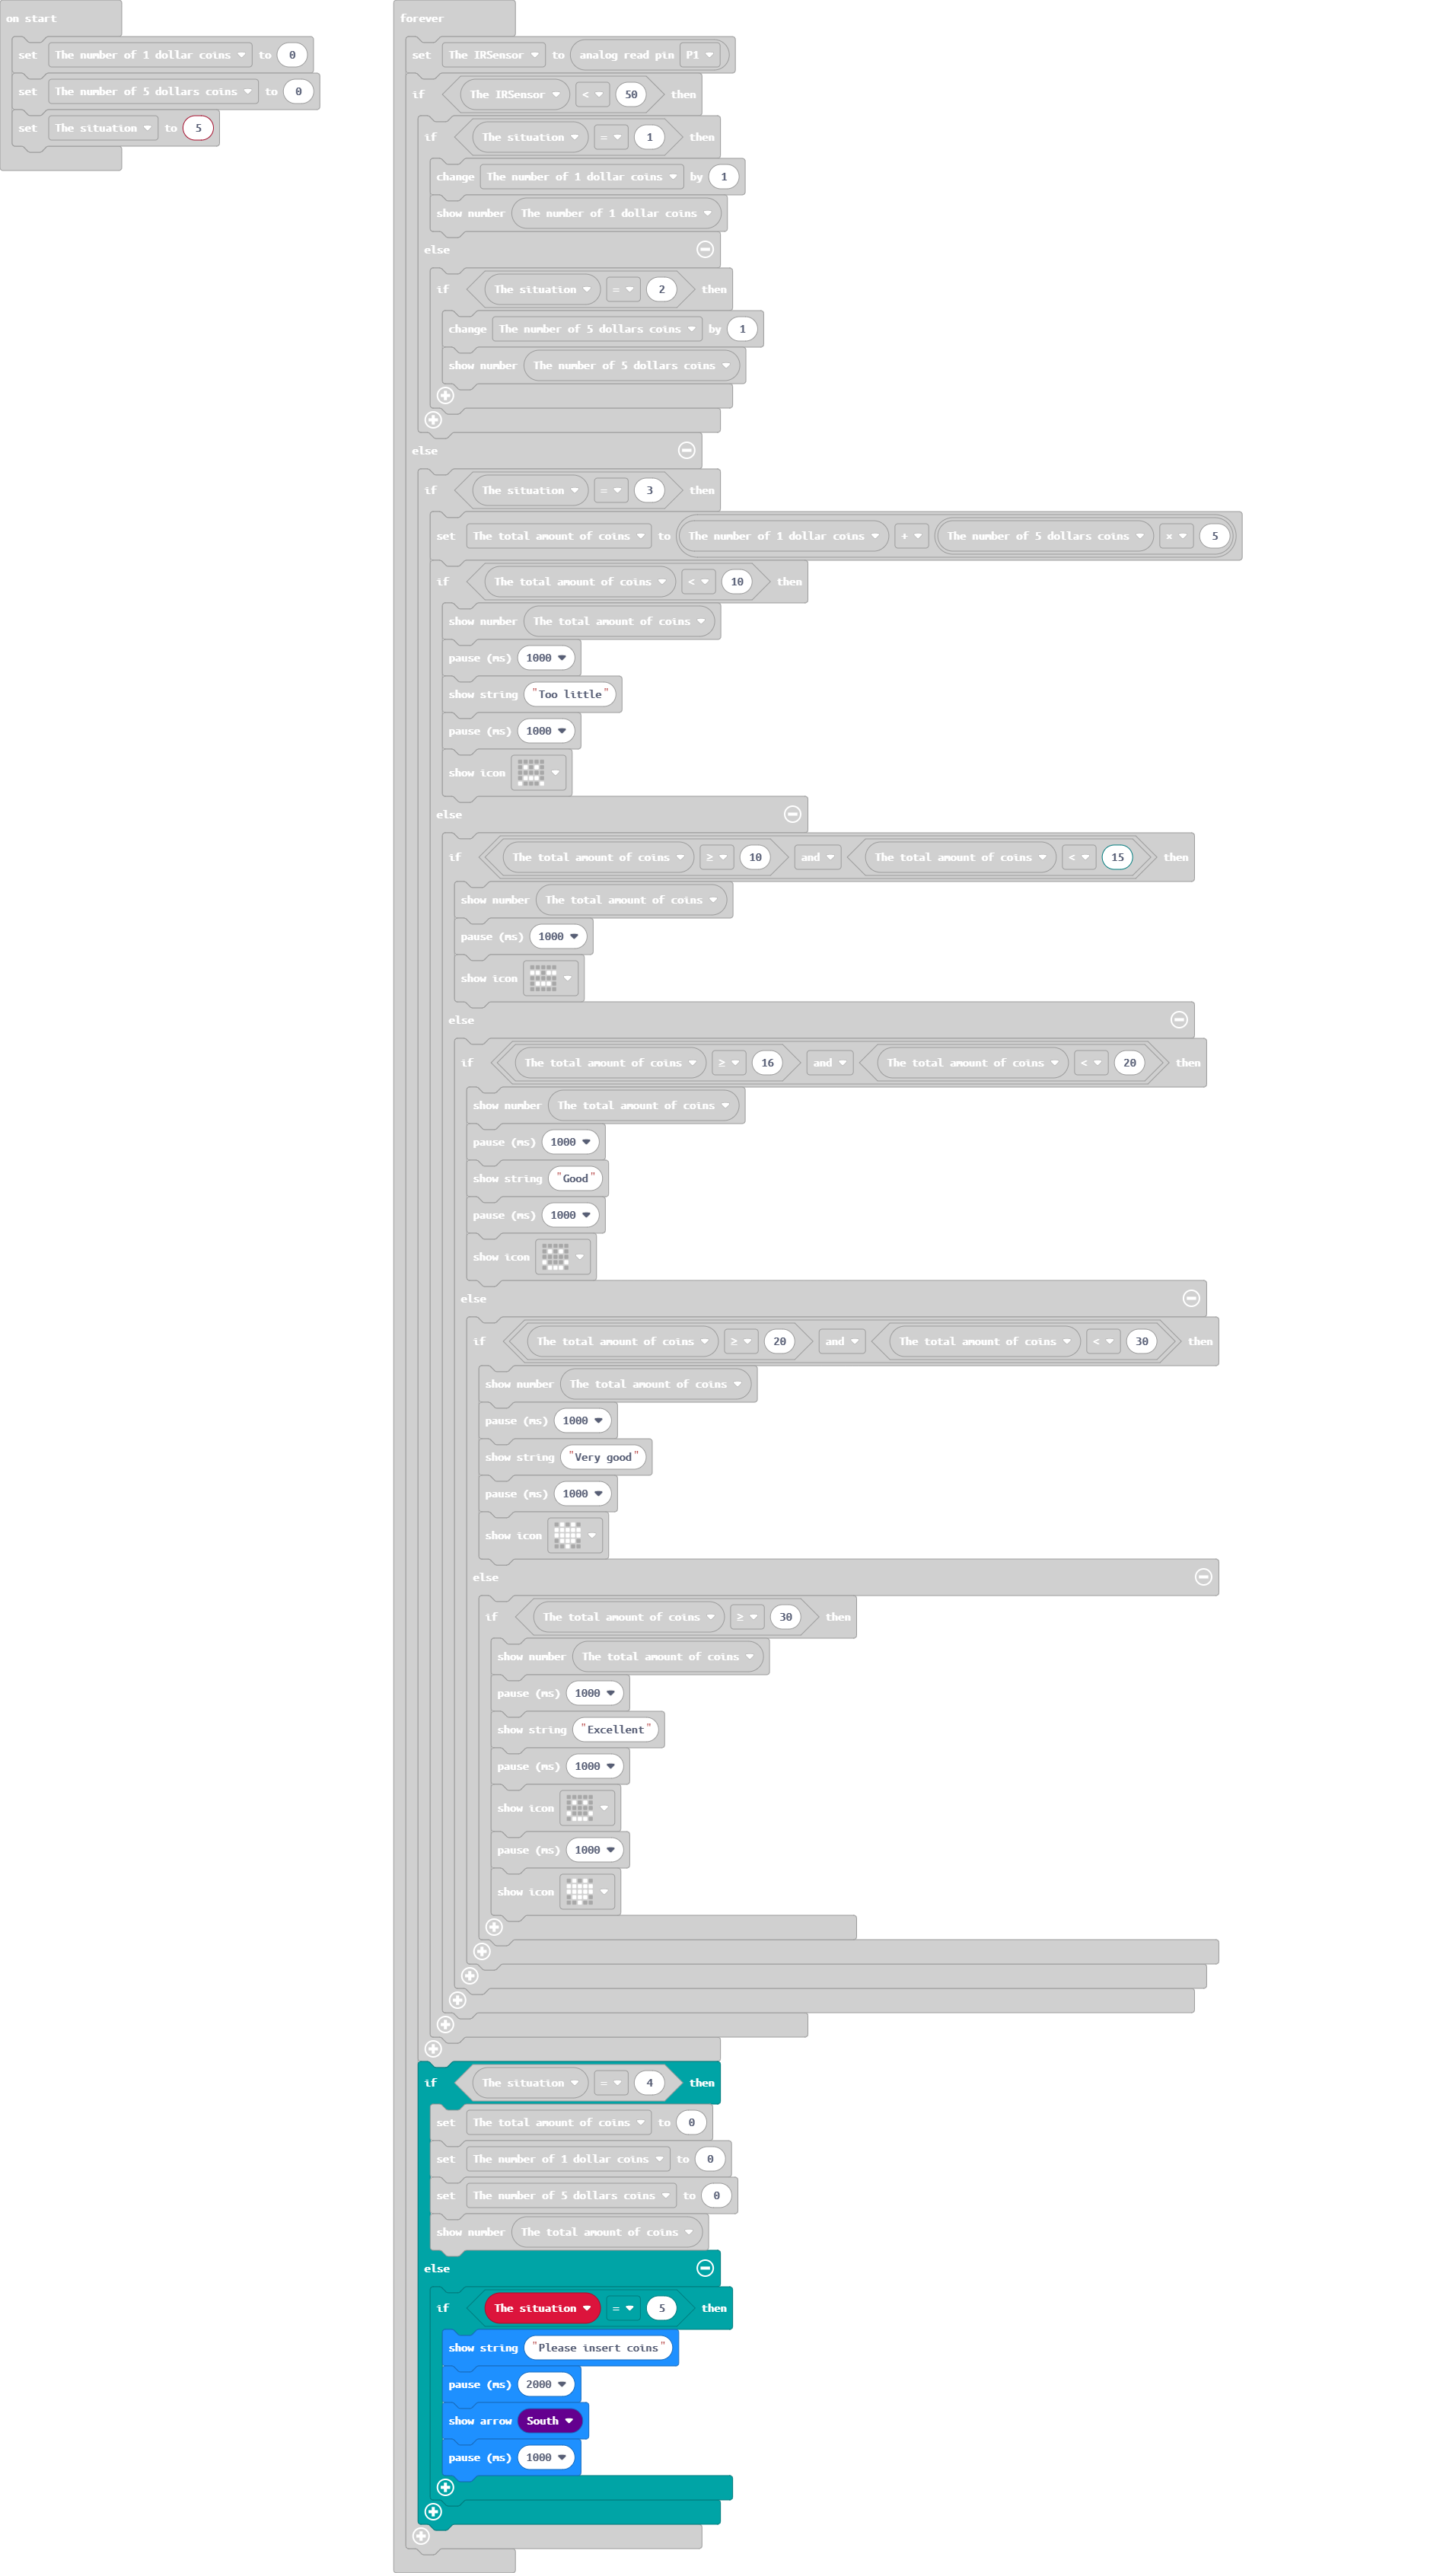 on start
set The number of 1 dollar coins to 0
set The number of 5 dollars coins to 0
set The situation to 5
forever
set The IRSensor to analog read pin P1
if The IRSensor < 50 then
if The situation = 1 then
change The number of 1 dollar coins by 1
show number The number of 1 dollar coins
else
if The situation = 2 then
change The number of 5 dollars coins by 1
show number The number of 5 dollars coins
else
if The situation = 3 then
set The total amount of coins to The number of 1 dollar coins + The number of 5 dollars coins × 5
if The total amount of coins < 10 then
show number The total amount of coins
pause (ms) 1000
show string "Too little"
pause (ms) 1000
show icon
else
if The total amount of coins ≥ 10 and The total amount of coins < 15 then
show number The total amount of coins
pause (ms) 1000
show icon
else
if The total amount of coins ≥ 16 and The total amount of coins < 20 then
show number The total amount of coins
pause (ms) 1000
show string "Good"
pause (ms) 1000
show icon
else
if The total amount of coins ≥ 20 and The total amount of coins < 30 then
show number The total amount of coins
pause (ms) 1000
show string "Very good"
pause (ms) 1000
show icon
else
if The total amount of coins ≥ 30 then
show number The total amount of coins
pause (ms) 1000
show string "Excellent"
pause (ms) 1000
show icon
pause (ms) 1000
show icon
if The situation = 4 then
set The total amount of coins to 0
set The number of 1 dollar coins to 0
set The number of 5 dollars coins to 0
show number The total amount of coins
else
if The situation = 5 then
show string "Please insert coins"
pause (ms) 2000
show arrow South
pause (ms) 1000